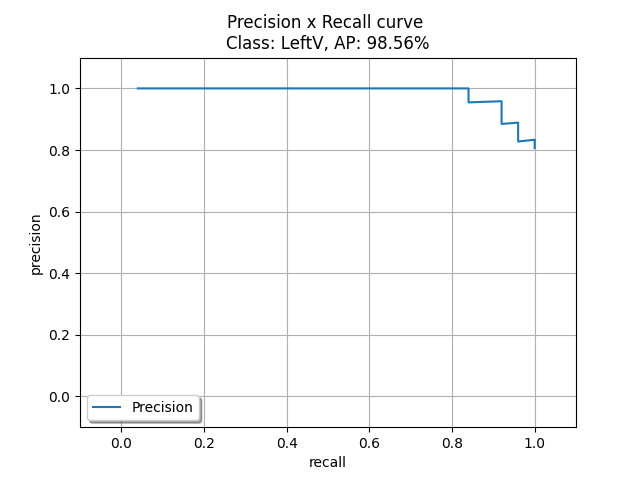 Precision x Recall curve
Class: LeftV, AP: 98.56%
precision
1.0
0.8
0.6
0.4
0.2
0.0
Precision
0.0 0.2 0.4 0.6 0.8 1.0
recall